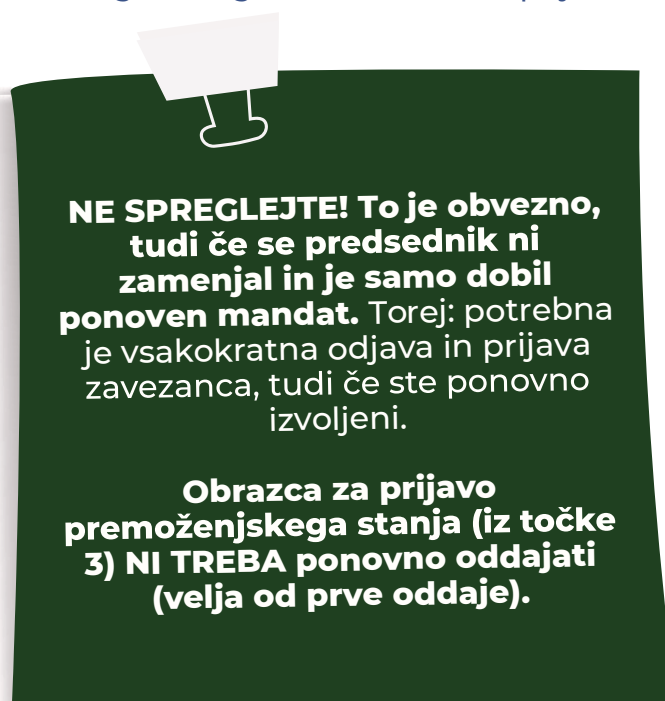 NE SPREGLEJTE! To je obvezno,
tudi če se predsednik ni
zamenjal in je samo dobil
ponoven mandat. Torej: potrebna
je vsakokratna odjava in prijava
zavezanca, tudi če ste ponovno
izvoljeni.
Obrazca za prijavo
premoženjskega stanja (iz točke
3) NI TREBA ponovno oddajati
(velja od prve oddaje).